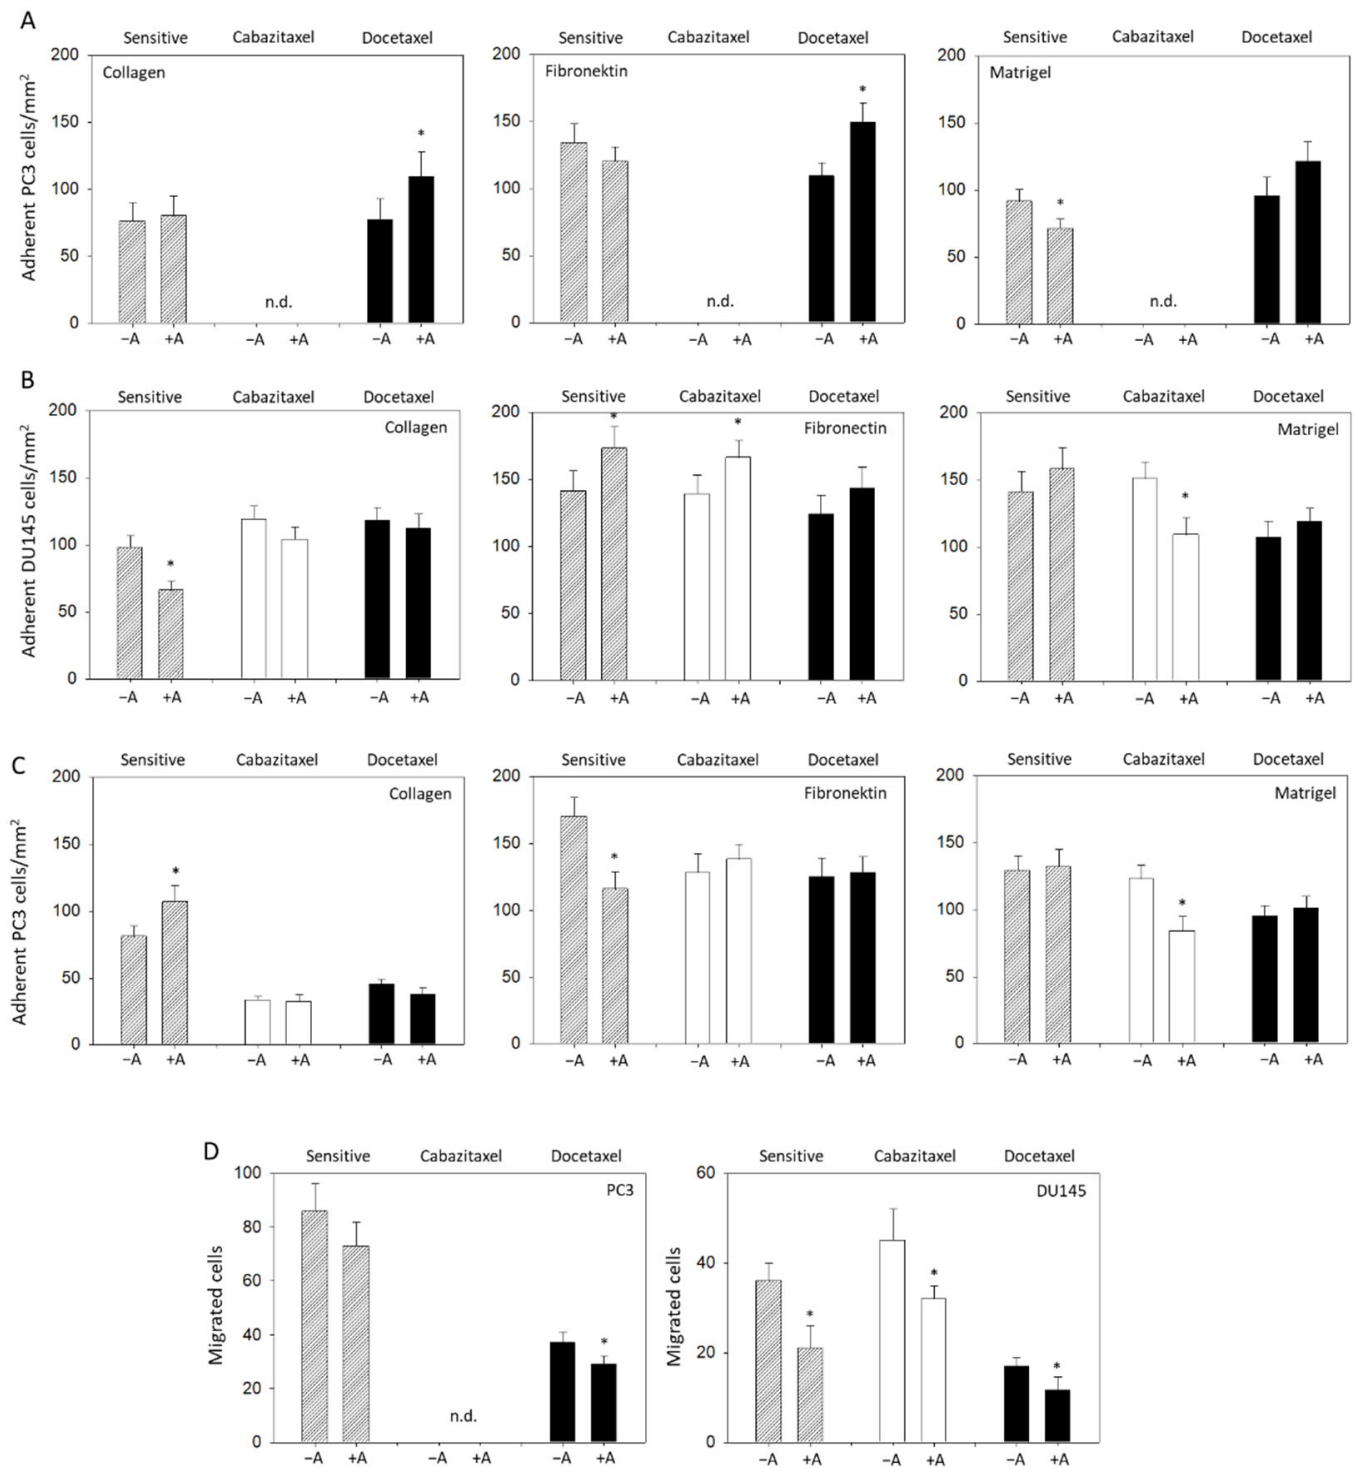 A
Sensitive Cabazitaxel Docetaxel
Sensitive Cabazitaxel Docetaxel
Sensitive Cabazitaxel Docetaxel
Adherent PC3 cells/mm²
200
150
100
50
0
Collagen
*
n.d.
−A +A −A +A −A +A
200
150
100
50
0
Fibronektin
*
n.d.
−A +A −A +A −A +A
200
150
100
50
0
Matrigel
*
n.d.
−A +A −A +A −A +A
B
Sensitive Cabazitaxel Docetaxel
Sensitive Cabazitaxel Docetaxel
Sensitive Cabazitaxel Docetaxel
Adherent DU145 cells/mm²
200
150
100
50
0
Collagen
*
−A +A −A +A −A +A
200
150
100
50
0
* *
Fibronectin
−A +A −A +A −A +A
200
150
100
50
0
Matrigel
*
−A +A −A +A −A +A
C
Sensitive Cabazitaxel Docetaxel
Sensitive Cabazitaxel Docetaxel
Sensitive Cabazitaxel Docetaxel
Adherent PC3 cells/mm²
200
150
100
50
0
Collagen
*
−A +A −A +A −A +A
200
150
100
50
0
Fibronektin
*
−A +A −A +A −A +A
200
150
100
50
0
Matrigel
*
−A +A −A +A −A +A
D
Sensitive Cabazitaxel Docetaxel
Sensitive Cabazitaxel Docetaxel
Migrated cells
100
80
60
40
20
0
PC3
*
n.d.
−A +A −A +A −A +A
Migrated cells
60
40
20
0
DU145
* * *
−A +A −A +A −A +A